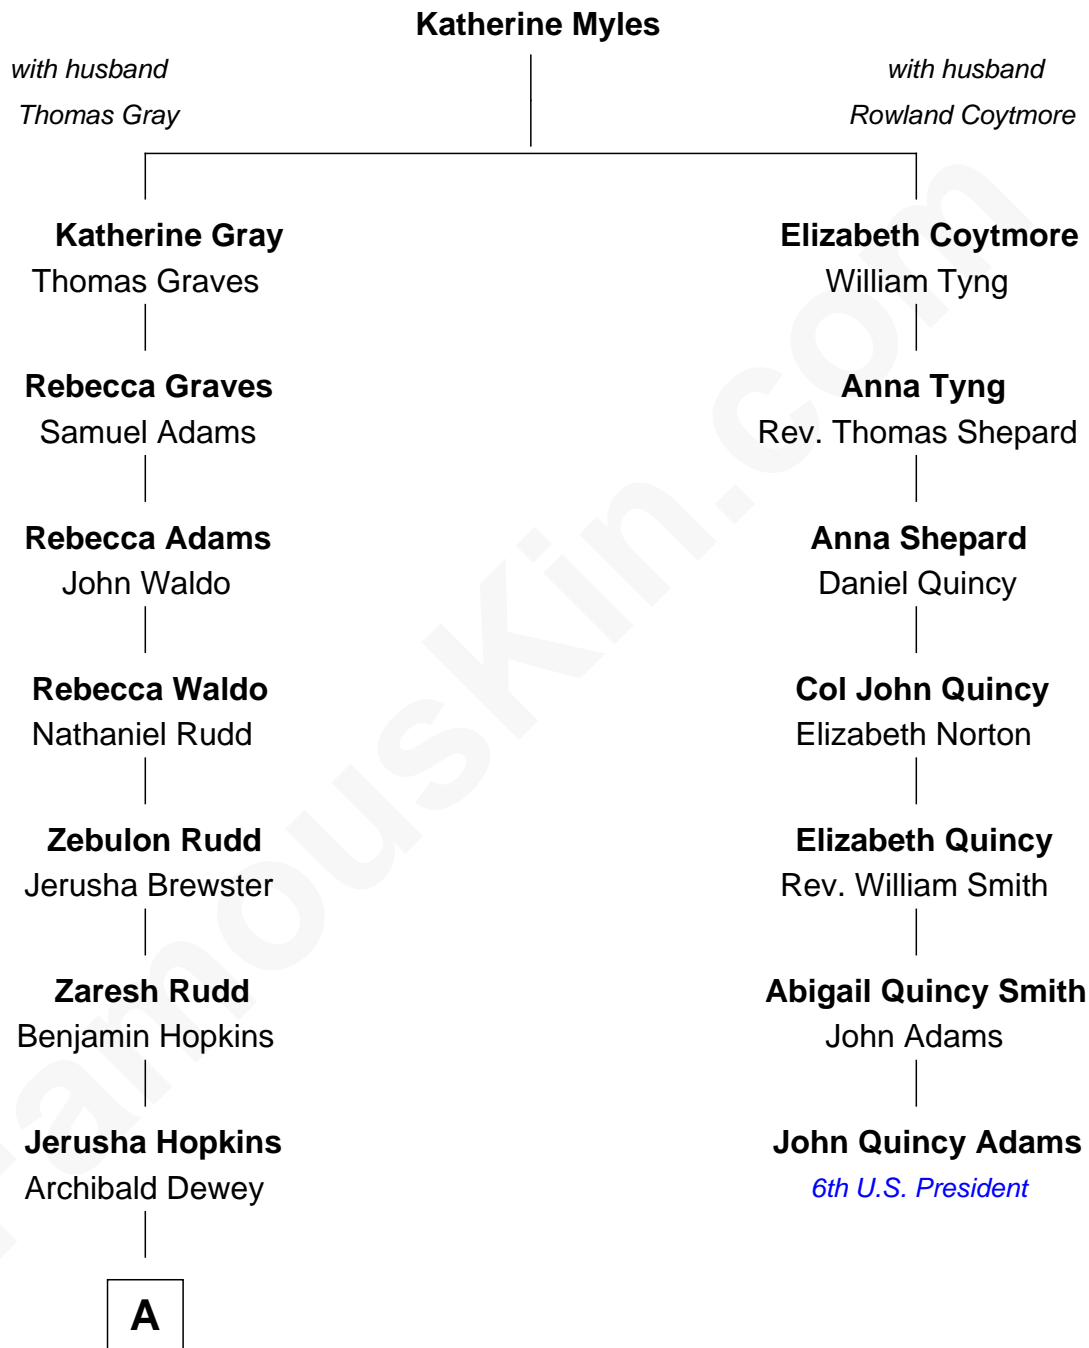 Katherine Myles
with husband
Thomas Gray
with husband
Rowland Coytmore
Katherine Gray
Thomas Graves
Elizabeth Coytmore
William Tyng
Rebecca Graves
Samuel Adams
Anna Tyng
Rev. Thomas Shepard
Rebecca Adams
John Waldo
Anna Shepard
Daniel Quincy
Rebecca Waldo
Nathaniel Rudd
Col John Quincy
Elizabeth Norton
Zebulon Rudd
Jerusha Brewster
Elizabeth Quincy
Rev. William Smith
Zaresh Rudd
Benjamin Hopkins
Abigail Quincy Smith
John Adams
Jerusha Hopkins
Archibald Dewey
John Quincy Adams
6th U.S. President
A
FamousKin.com